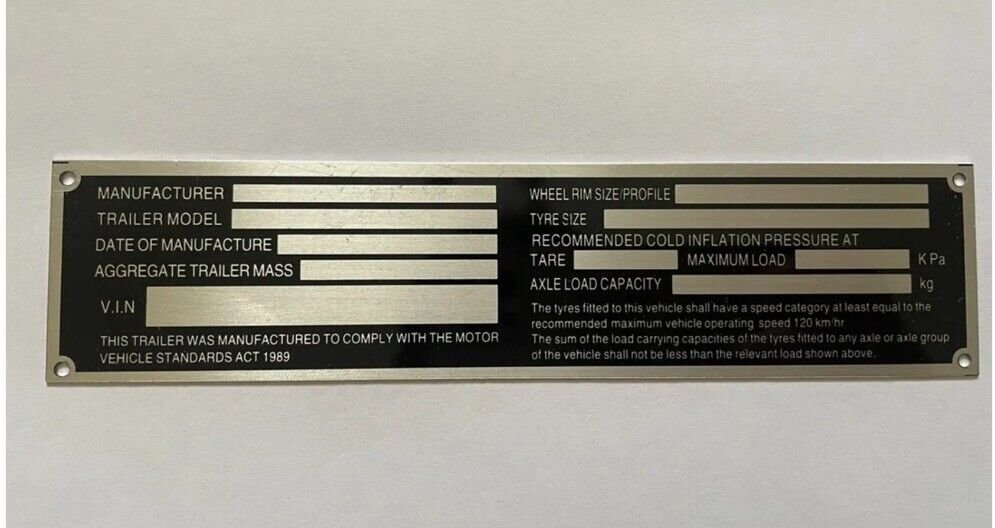 MANUFACTURER
TRAILER MODEL
DATE OF MANUFACTURE
AGGREGATE TRAILER MASS
V.I.N
THIS TRAILER WAS MANUFACTURED TO COMPLY WITH THE MOTOR
VEHICLE STANDARDS ACT 1989
WHEEL RIM SIZE/PROFILE
TYRE SIZE
RECOMMENDED COLD INFLATION PRESSURE AT
TARE MAXIMUM LOAD K Pa
AXLE LOAD CAPACITY kg
The tyres fitted to this vehicle shall have a speed category at least equal to the
recommended maximum vehicle operating speed 120 km/hr
The sum of the load carrying capacities of the tyres fitted to any axle or axle group
of the vehicle shall not be less than the relevant load shown above.